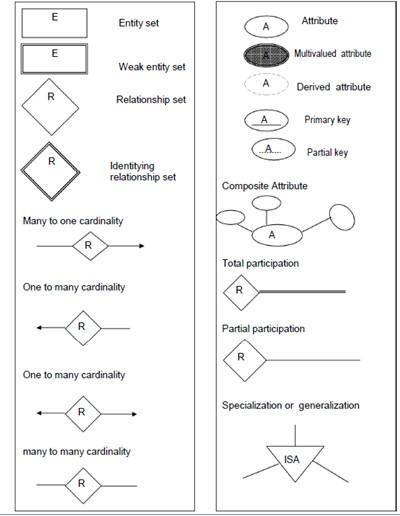 E
Entity set
E
Weak entity set
R
Relationship set
R
Identitying
relationship set
Many to one cardinality
R
One to many cardinality
R
One to many cardinality
R
many to many cardinality
R
A
Attribute
A
Multivalued attribute
A
Derived attribute
A
Primary key
A
Partial key
Composite Attribute
A
Total participation
R
Partial participation
R
Specialization or generalization
ISA